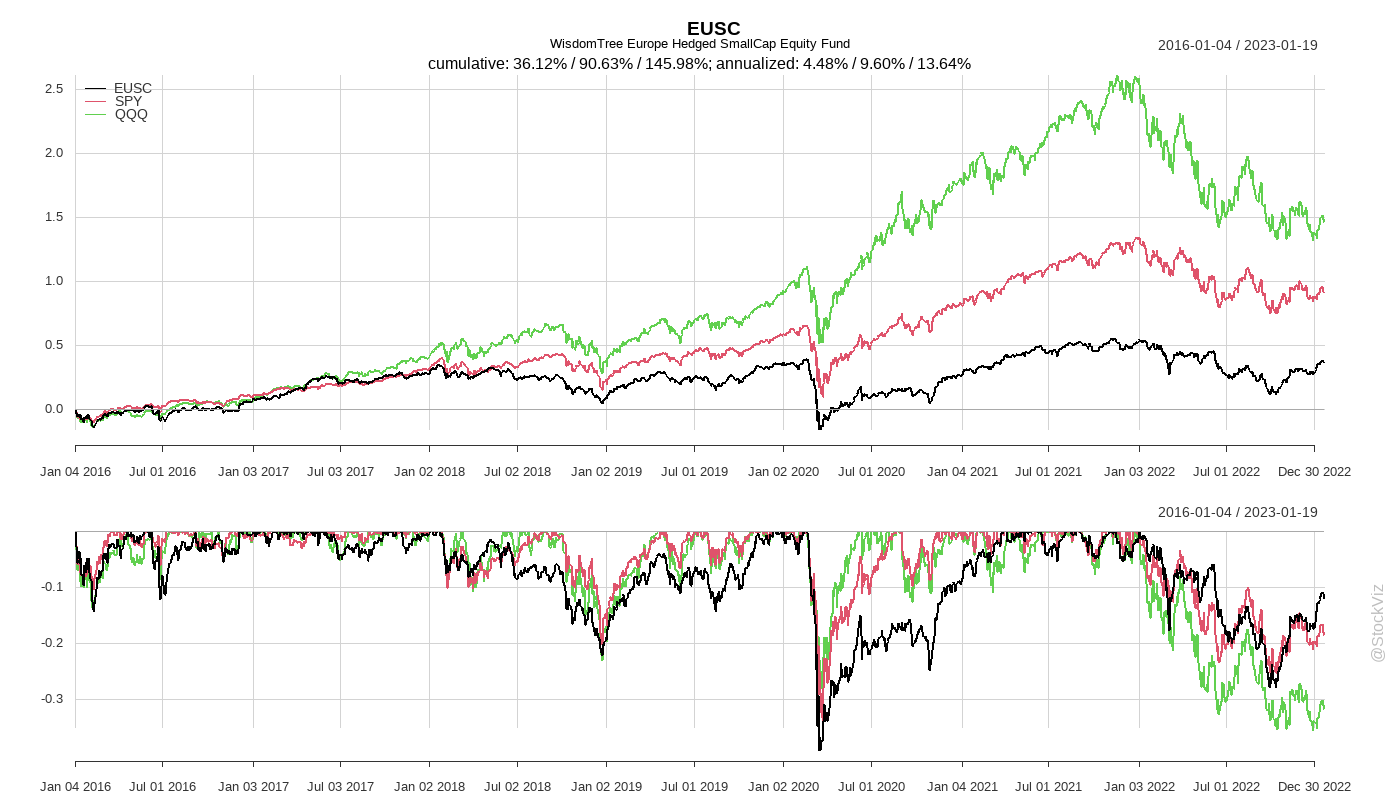 EUSC
WisdomTree Europe Hedged SmallCap Equity Fund
2016-01-04 / 2023-01-19
cumulative: 36.12% / 90.63% / 145.98%; annualized: 4.48% / 9.60% / 13.64%
EUSC
SPY
QQQ
2.5
2.0
1.5
1.0
0.5
0.0
Jan 04 2016 Jul 01 2016 Jan 03 2017 Jul 03 2017 Jan 02 2018 Jul 02 2018 Jan 02 2019 Jul 01 2019 Jan 02 2020 Jul 01 2020 Jan 04 2021 Jul 01 2021 Jan 03 2022 Jul 01 2022 Dec 30 2022
2016-01-04 / 2023-01-19
-0.1
-0.2
-0.3
Jan 04 2016 Jul 01 2016 Jan 03 2017 Jul 03 2017 Jan 02 2018 Jul 02 2018 Jan 02 2019 Jul 01 2019 Jan 02 2020 Jul 01 2020 Jan 04 2021 Jul 01 2021 Jan 03 2022 Jul 01 2022 Dec 30 2022
@StockViz